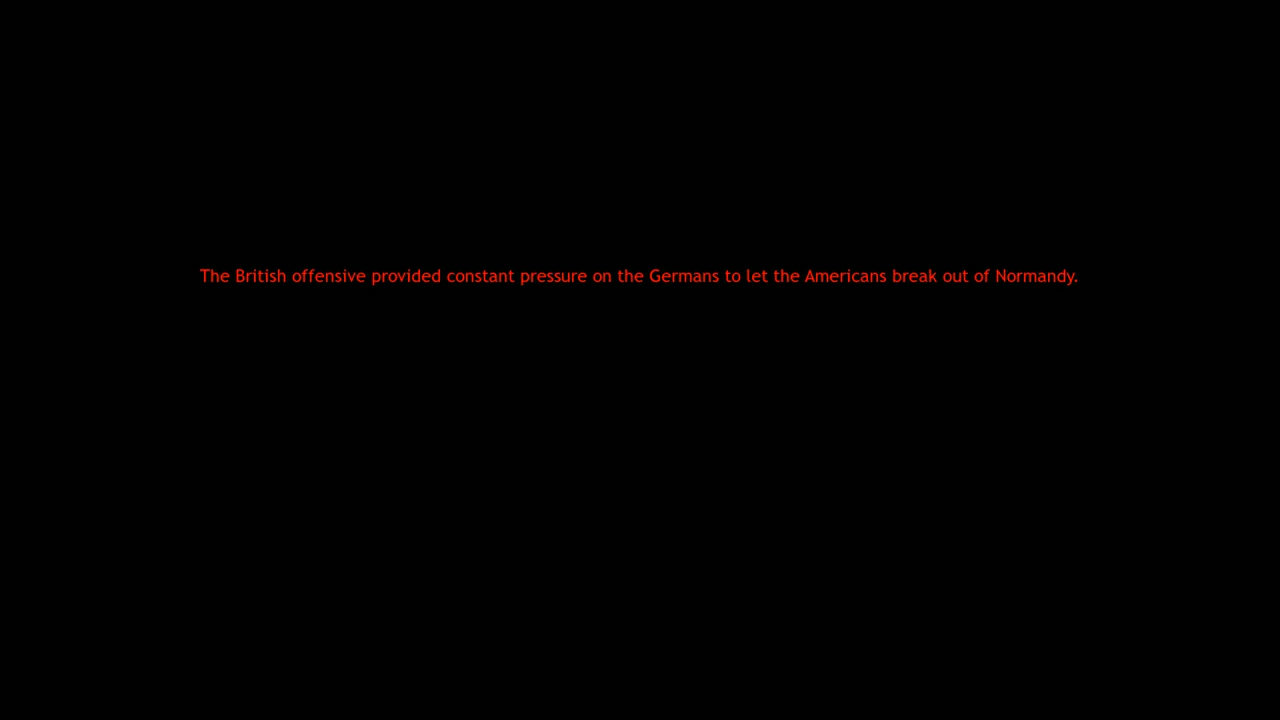 The British offensive provided constant pressure on the Germans to let the Americans break out of Normandy.